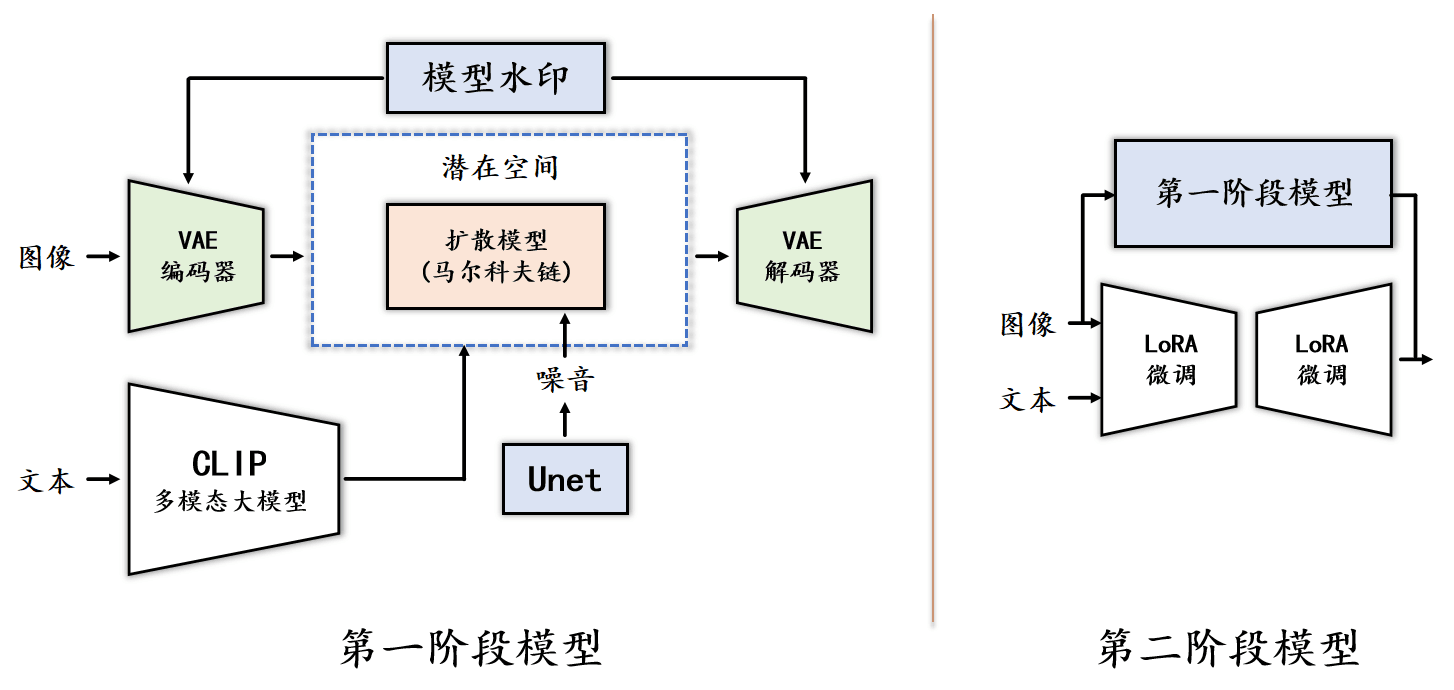 模型水印
潜在空间
图像
VAE
编码器
扩散模型
(马尔科夫链)
VAE
解码器
噪音
文本
CLIP
多模态大模型
Unet
第一阶段模型
第一阶段模型
图像
文本
LoRA
微调
LoRA
微调
第二阶段模型